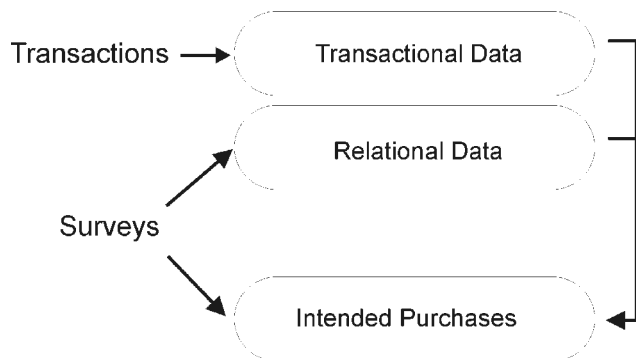 Transactions
Transactional Data
Relational Data
Surveys
Intended Purchases